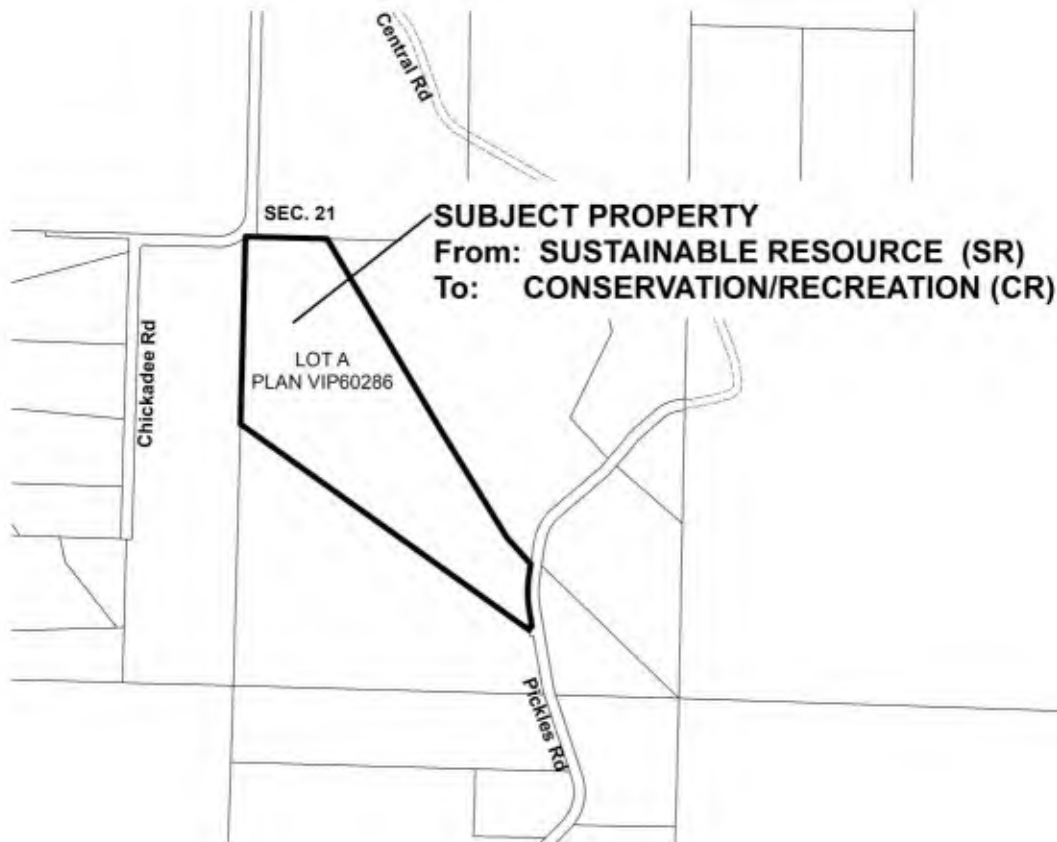 Central Rd
SEC. 21
SUBJECT PROPERTY
From: SUSTAINABLE RESOURCE (SR)
To: CONSERVATION/RECREATION (CR)
Chickadee Rd
LOT A
PLAN VIP60286
Pickles Rd